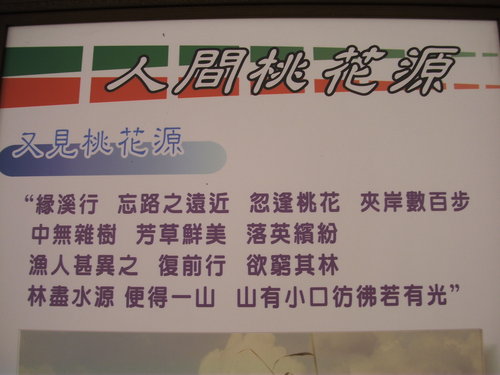 人間桃花源
又見桃花源
“緣溪行 忘路之遠近 忽逢桃花 夾岸數百步
中無雜樹 芳草鮮美 落英繽紛
漁人甚異之 復前行 欲窮其林
林盡水源 便得一山 山有小口彷彿若有光”